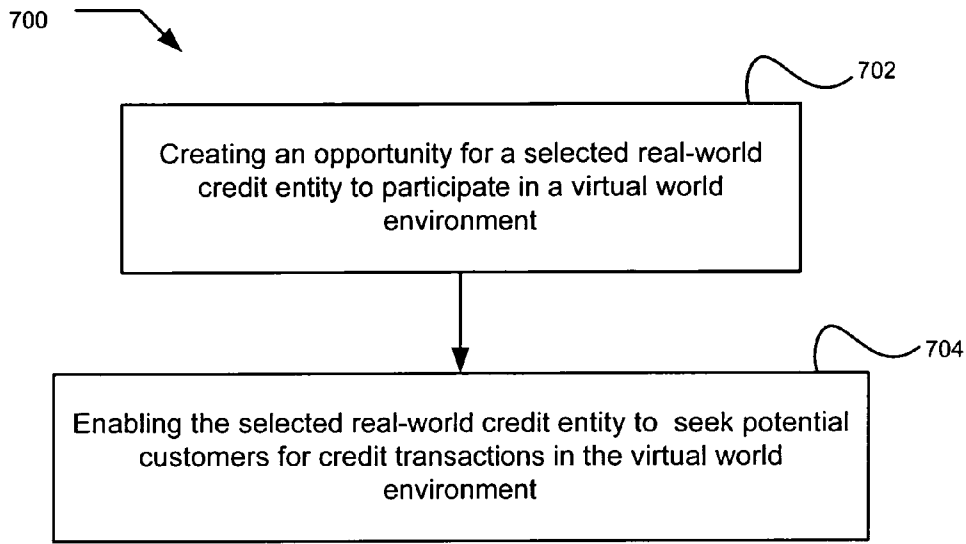 700
702
Creating an opportunity for a selected real-world
credit entity to participate in a virtual world
environment
704
Enabling the selected real-world credit entity to  seek potential
customers for credit transactions in the virtual world
environment